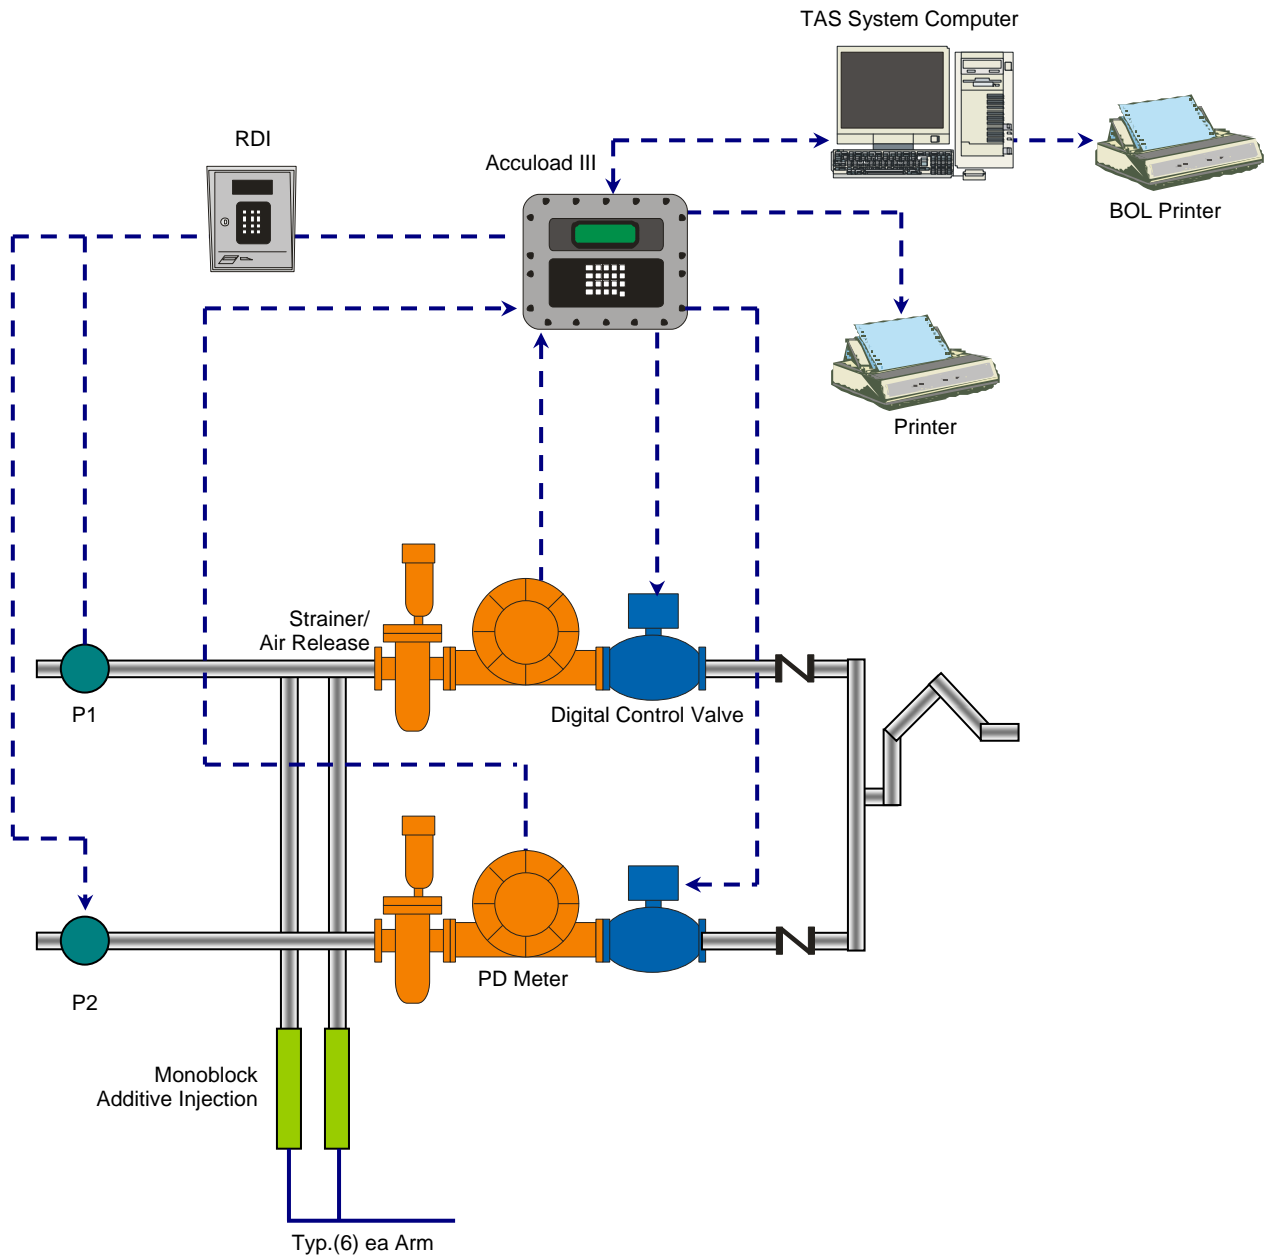 TAS System Computer
RDI
Accuload III
BOL Printer
Printer
Strainer/
Air Release
P1
Digital Control Valve
P2
PD Meter
Monoblock
Additive Injection
Typ.(6) ea Arm